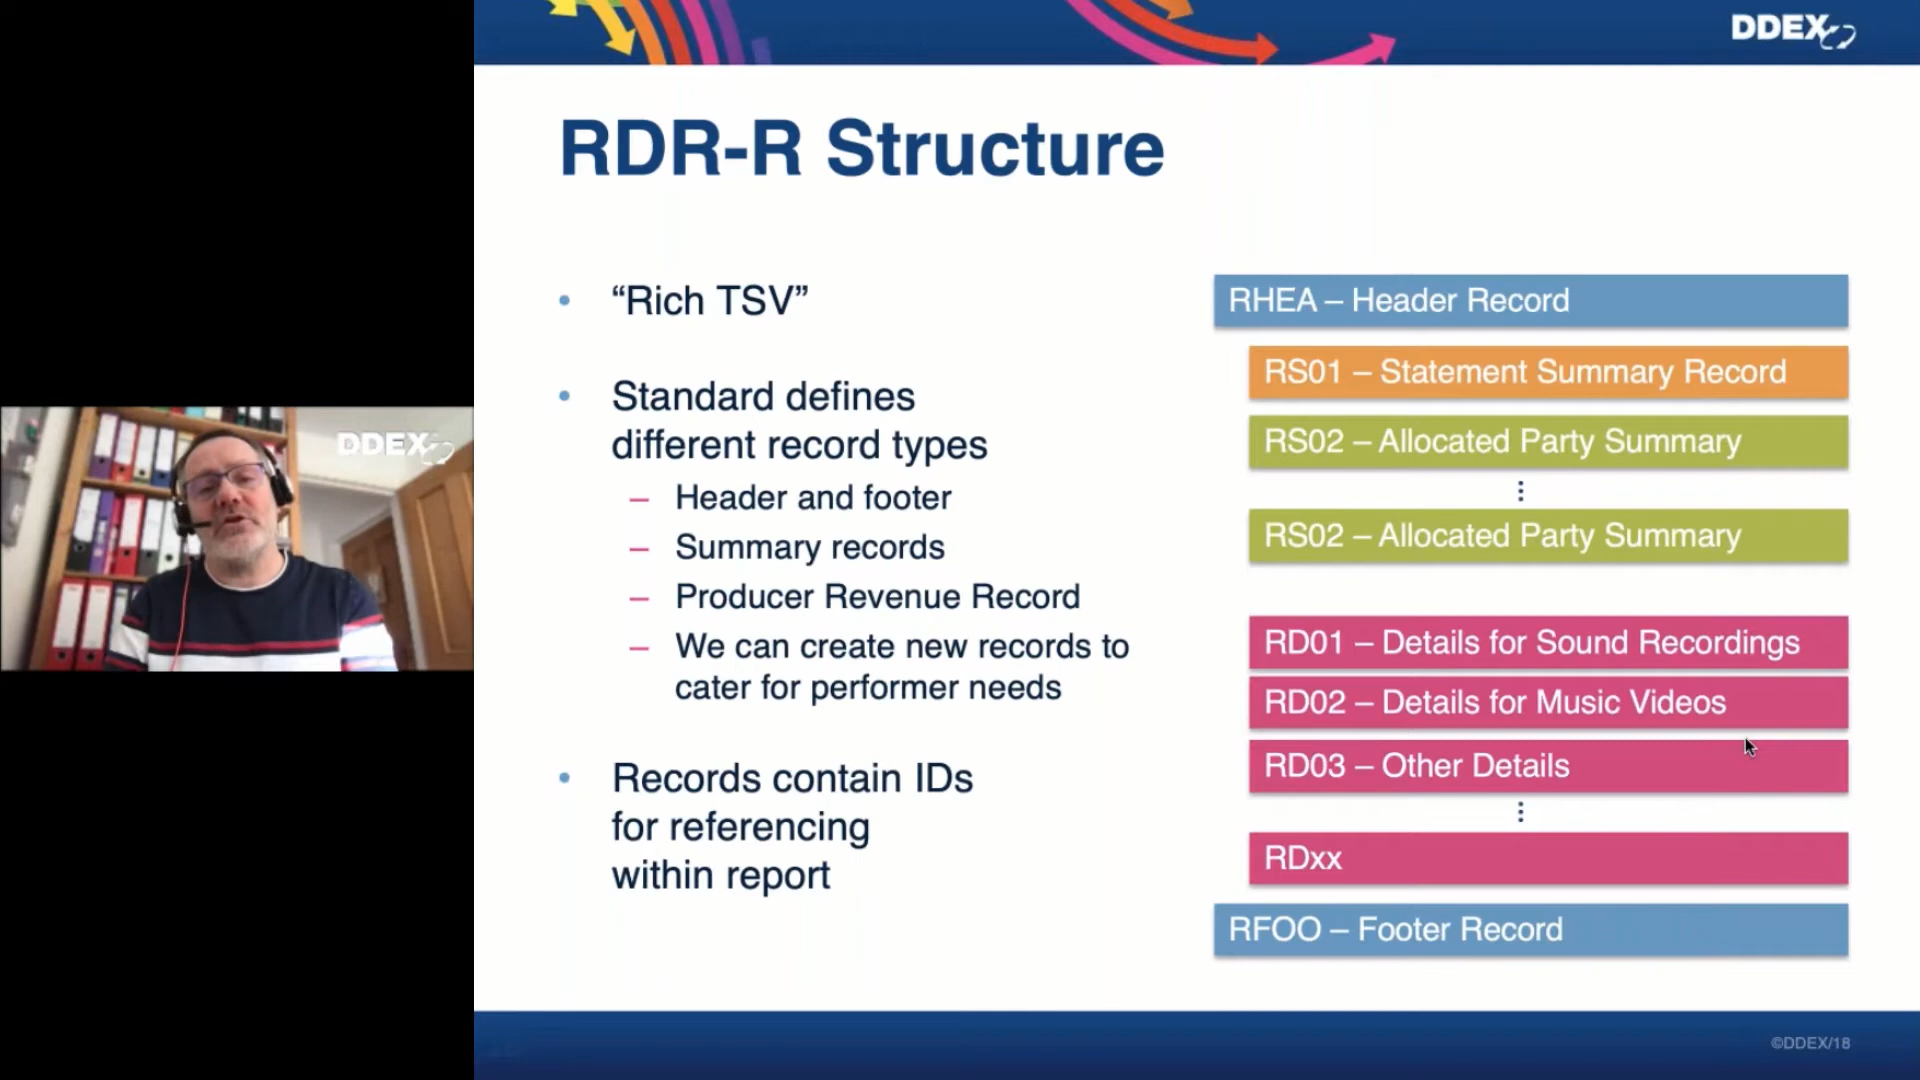 DDEX
RDR-R Structure
• “Rich TSV”
• Standard defines
different record types
– Header and footer
– Summary records
– Producer Revenue Record
– We can create new records to
cater for performer needs
• Records contain IDs
for referencing
within report
RHEA – Header Record
RS01 – Statement Summary Record
RS02 – Allocated Party Summary
⋮
RS02 – Allocated Party Summary
RD01 – Details for Sound Recordings
RD02 – Details for Music Videos
RD03 – Other Details
⋮
RDxx
RFOO – Footer Record
DDEX
©DDEX/18